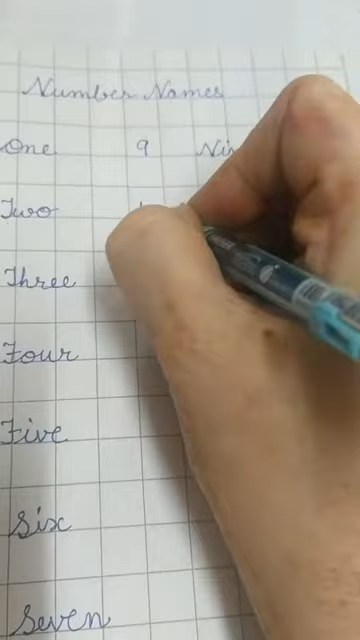 Number Names
One 9
Two
Three
Four
Five
Six
Seven